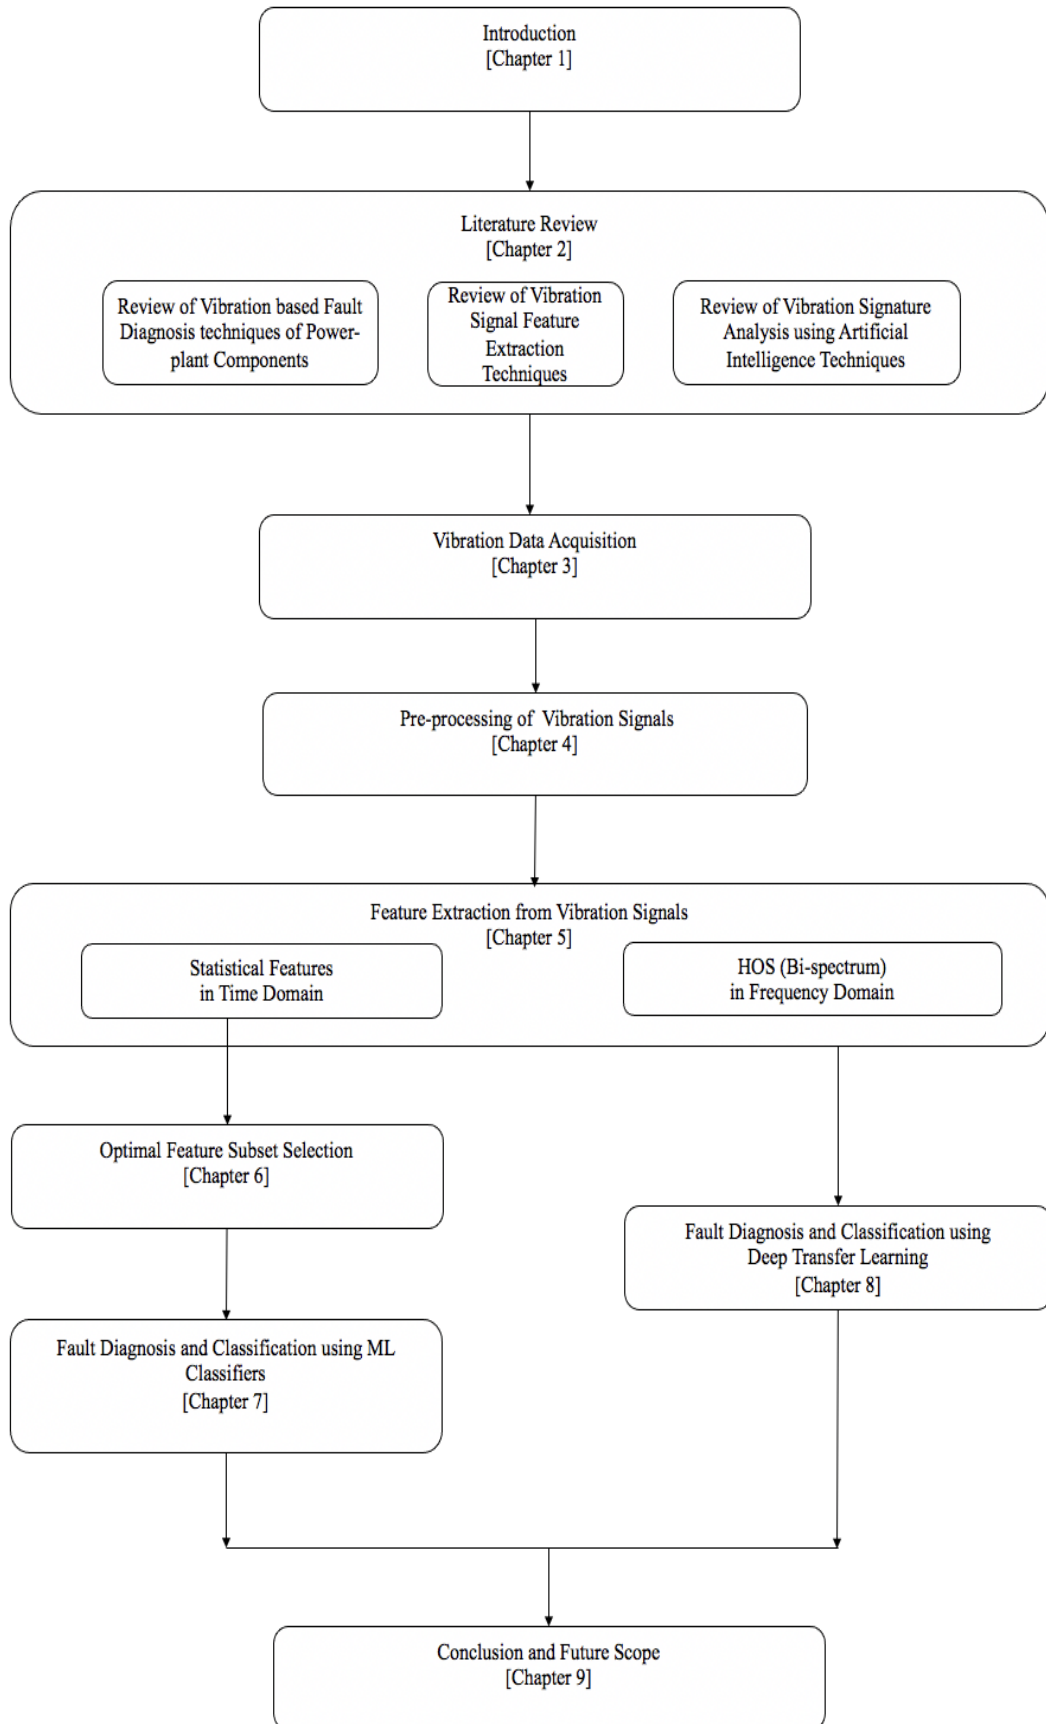 Introduction
[Chapter 1]
Literature Review
[Chapter 2]
Review of Vibration based Fault
Diagnosis techniques of Power-
plant Components
Review of Vibration
Signal Feature
Extraction
Techniques
Review of Vibration Signature
Analysis using Artificial
Intelligence Techniques
Vibration Data Acquisition
[Chapter 3]
Pre-processing of Vibration Signals
[Chapter 4]
Feature Extraction from Vibration Signals
[Chapter 5]
Statistical Features
in Time Domain
HOS (Bi-spectrum)
in Frequency Domain
Optimal Feature Subset Selection
[Chapter 6]
Fault Diagnosis and Classification using ML
Classifiers
[Chapter 7]
Fault Diagnosis and Classification using
Deep Transfer Learning
[Chapter 8]
Conclusion and Future Scope
[Chapter 9]